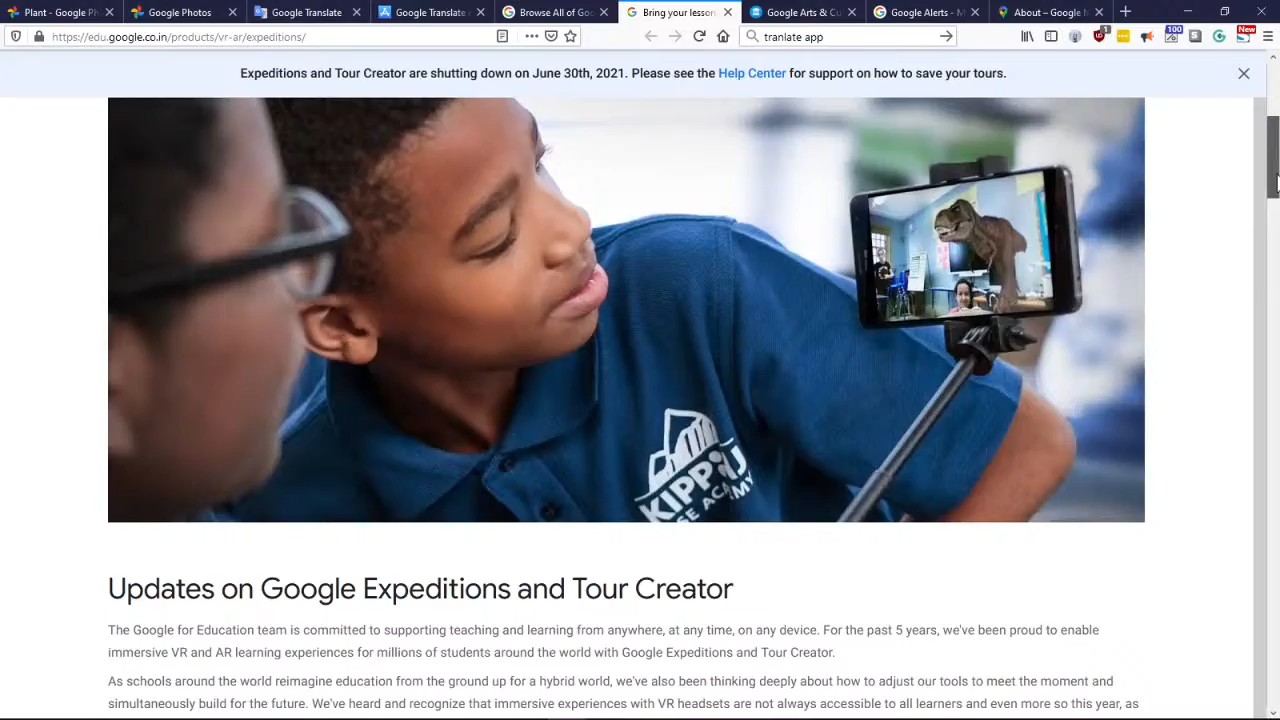 Plant - Google Ph
Google Photos
Google Translate
Google Translate
Browse All of Goo
Bring your lesson
Google Arts & Cu
Google Alerts - M
About – Google M
https://edu.google.co.in/products/vr-ar/expeditions/
tranlate app
100
New
Expeditions and Tour Creator are shutting down on June 30th, 2021. Please see the Help Center for support on how to save your tours.
KIPP
SE ACADEMY
Updates on Google Expeditions and Tour Creator
The Google for Education team is committed to supporting teaching and learning from anywhere, at any time, on any device. For the past 5 years, we've been proud to enable
immersive VR and AR learning experiences for millions of students around the world with Google Expeditions and Tour Creator.
As schools around the world reimagine education from the ground up for a hybrid world, we've also been thinking deeply about how to adjust our tools to meet the moment and
simultaneously build for the future. We've heard and recognize that immersive experiences with VR headsets are not always accessible to all learners and even more so this year, as